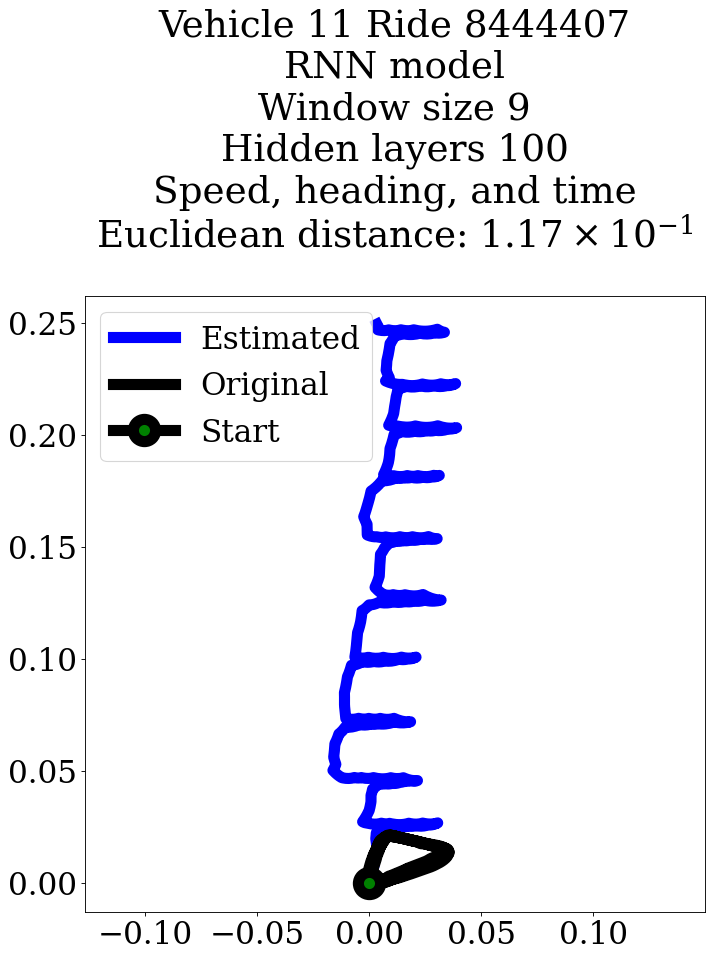 Vehicle 11 Ride 8444407
RNN model
Window size 9
Hidden layers 100
Speed, heading, and time
Euclidean distance: 1.17 × 10⁻¹
Estimated
Original
Start
0.25
0.20
0.15
0.10
0.05
0.00
−0.10 −0.05 0.00 0.05 0.10